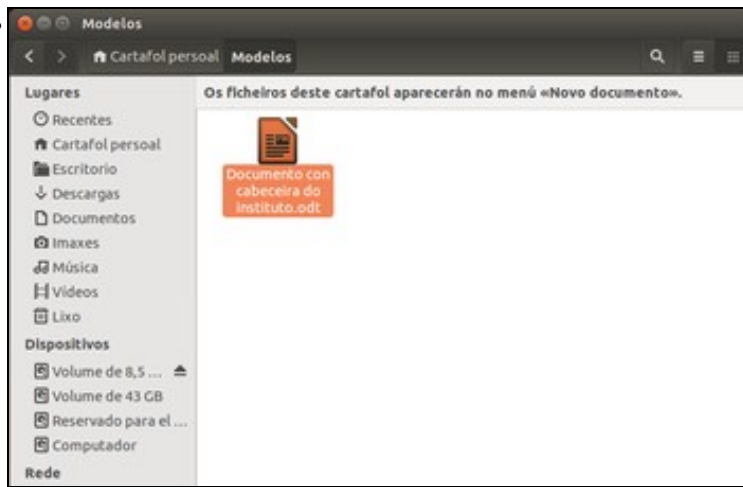 Modelos
Cartafol persoal Modelos
Lugares
Recentes
Cartafol persoal
Escritorio
Descargas
Documentos
Imaxes
Música
Vídeos
Lixo
Dispositivos
Volume de 8,5 ...
Volume de 43 GB
Reservado para el ...
Computador
Rede
Os ficheiros deste cartafol aparecerán no menú «Novo documento».
Documento con
cabeceira do
instituto.odt